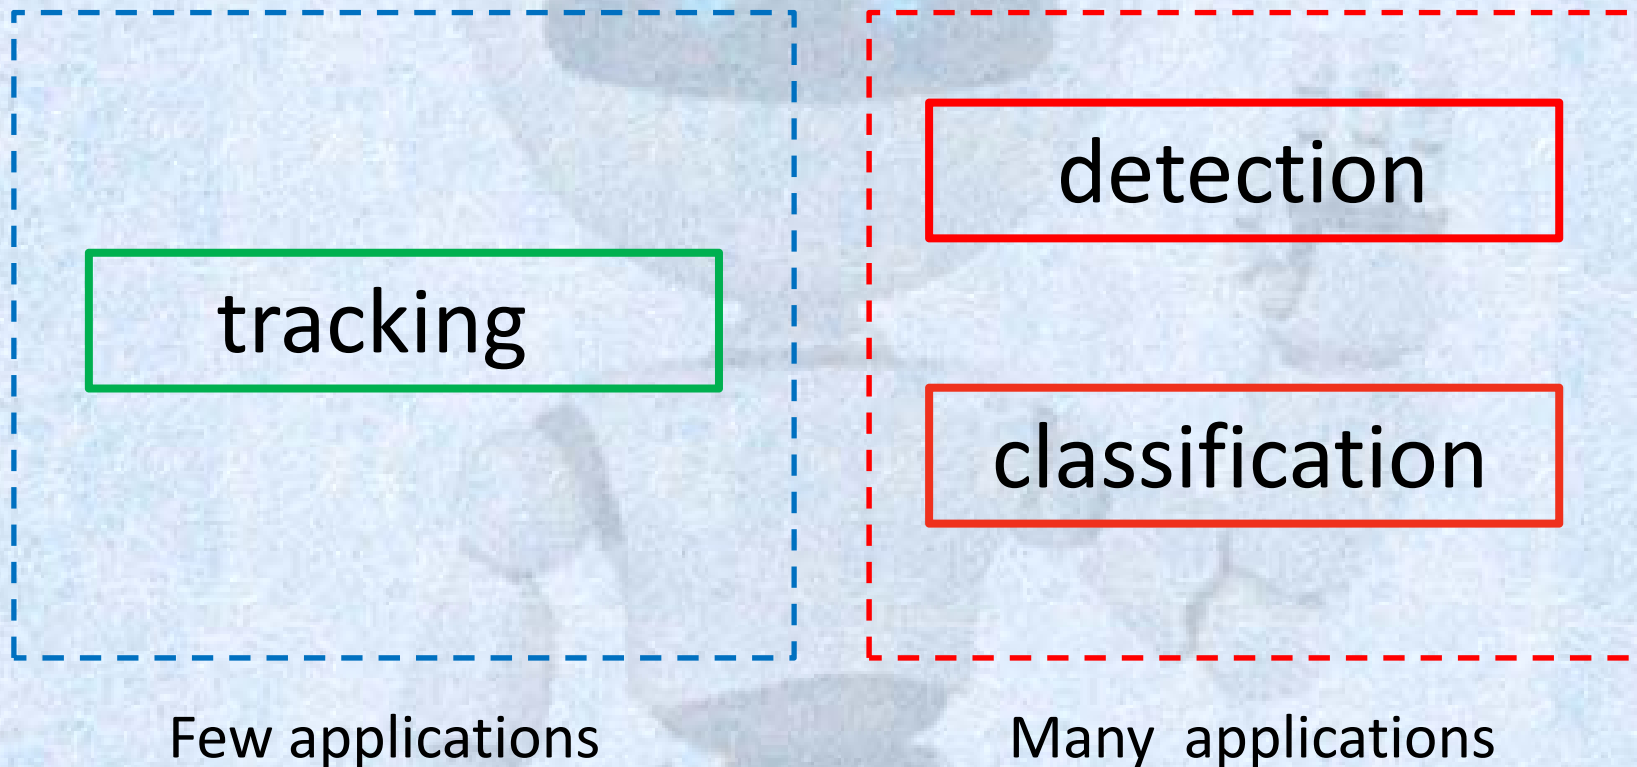 tracking
detection
classification
Few applications
Many  applications